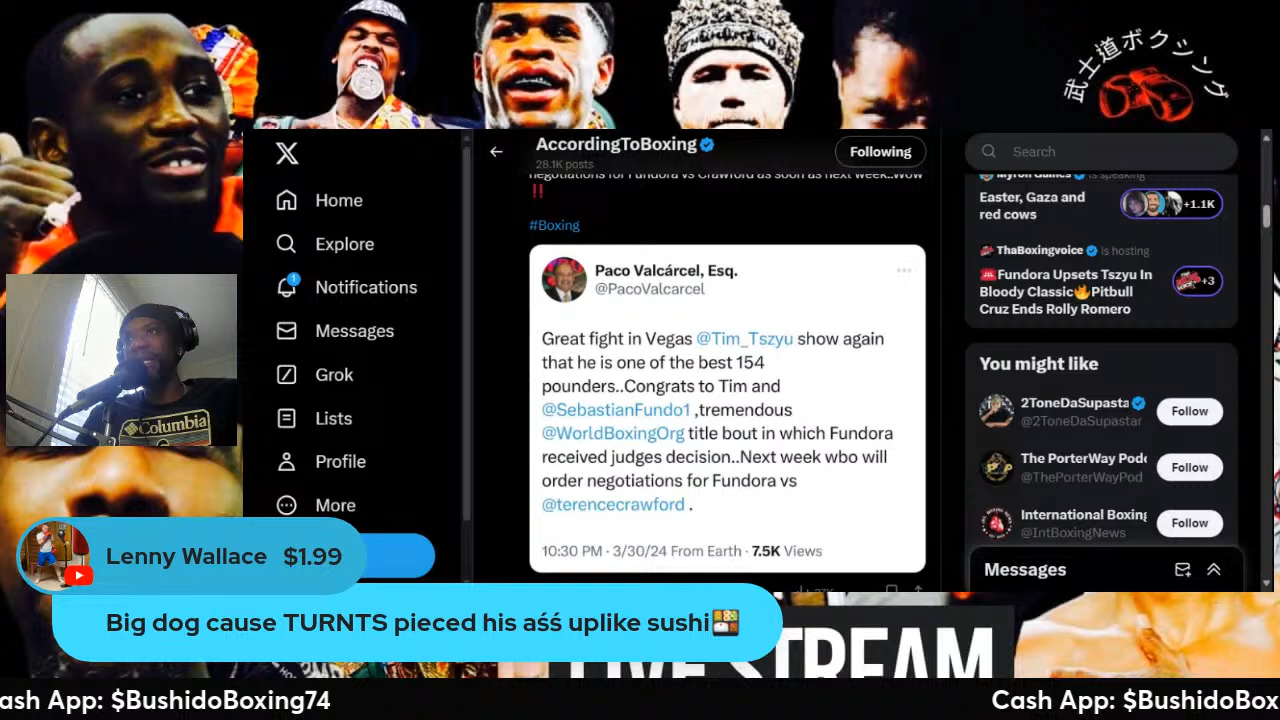 武士道ボクシング
X
Home
Explore
1
Notifications
Messages
Grok
Lists
Profile
More
AccordingToBoxing
28.1K posts
Following
negotiations for Fundora vs Crawford as soon as next week..Wow
‼️
#Boxing
Paco Valcárcel, Esq.
@PacoValcarcel
Great fight in Vegas @Tim_Tszyu show again
that he is one of the best 154
pounders..Congrats to Tim and
@SebastianFundo1 ,tremendous
@WorldBoxingOrg title bout in which Fundora
received judges decision..Next week wbo will
order negotiations for Fundora vs
@terencecrawford .
10:30 PM · 3/30/24 From Earth · 7.5K Views
Search
is speaking
Easter, Gaza and
red cows
+1.1K
ThaBoxingvoice is hosting
Fundora Upsets Tszyu In
Bloody Classic🔥Pitbull
Cruz Ends Rolly Romero
+3
You might like
2ToneDaSupasta
@2ToneDaSupastar
Follow
The PorterWay Pod
@ThePorterWayPod
Follow
International Boxing
@IntBoxingNews
Follow
Messages
Columbia
Lenny Wallace $1.99
Big dog cause TURNTS pieced his aśś uplike sushi🍱
LIVE STREAM
ash App: $BushidoBoxing74
Cash App: $BushidoBox